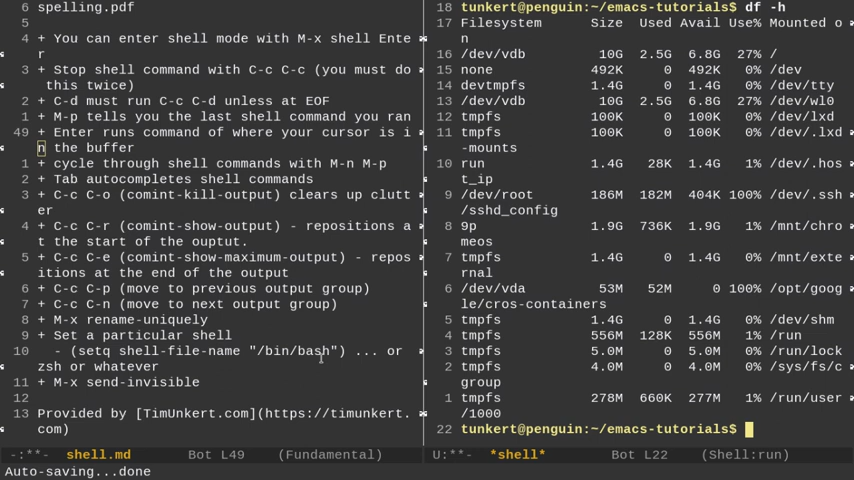 6 spelling.pdf
5
4 + You can enter shell mode with M-x shell Ente
r
3 + Stop shell command with C-c C-c (you must do
 this twice)
2 + C-d must run C-c C-d unless at EOF
1 + M-p tells you the last shell command you ran
49 + Enter runs command of where your cursor is i
n the buffer
1 + cycle through shell commands with M-n M-p
2 + Tab autocompletes shell commands
3 + C-c C-o (comint-kill-output) clears up clutt
er
4 + C-c C-r (comint-show-output) - repositions a
t the start of the ouptut.
5 + C-c C-e (comint-show-maximum-output) - repos
itions at the end of the output
6 + C-c C-p (move to previous output group)
7 + C-c C-n (move to next output group)
8 + M-x rename-uniquely
9 + Set a particular shell
10 - (setq shell-file-name "/bin/bash") ... or
zsh or whatever
11 + M-x send-invisible
12
13 Provided by [TimUnkert.com](https://timunkert.
com)
-:**- shell.md Bot L49 (Fundamental)
18 tunkert@penguin:~/emacs-tutorials$ df -h
17 Filesystem Size Used Avail Use% Mounted o
n
16 /dev/vdb 10G 2.5G 6.8G 27% /
15 none 492K 0 492K 0% /dev
14 devtmpfs 1.4G 0 1.4G 0% /dev/tty
13 /dev/vdb 10G 2.5G 6.8G 27% /dev/wl0
12 tmpfs 100K 0 100K 0% /dev/lxd
11 tmpfs 100K 0 100K 0% /dev/.lxd
-mounts
10 run 1.4G 28K 1.4G 1% /dev/.hos
t_ip
9 /dev/root 186M 182M 404K 100% /dev/.ssh
/sshd_config
8 9p 1.9G 736K 1.9G 1% /mnt/chro
meos
7 tmpfs 1.4G 0 1.4G 0% /mnt/exte
rnal
6 /dev/vda 53M 52M 0 100% /opt/goog
le/cros-containers
5 tmpfs 1.4G 0 1.4G 0% /dev/shm
4 tmpfs 556M 128K 556M 1% /run
3 tmpfs 5.0M 0 5.0M 0% /run/lock
2 tmpfs 4.0M 0 4.0M 0% /sys/fs/c
group
1 tmpfs 278M 660K 277M 1% /run/user
/1000
22 tunkert@penguin:~/emacs-tutorials$
U:**- *shell* Bot L22 (Shell:run)
Auto-saving...done